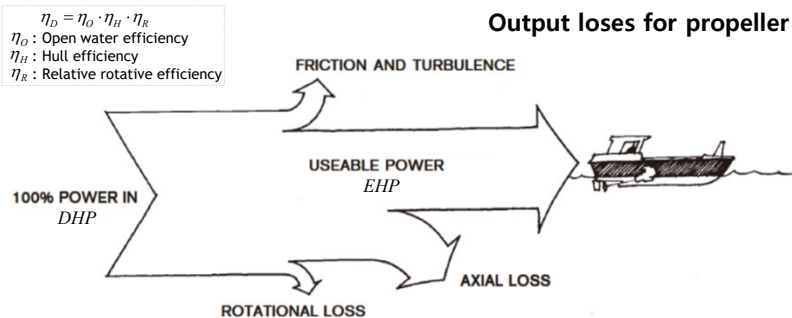 Output loses for propeller
η_D = η_O · η_H · η_R
η_O : Open water efficiency
η_H : Hull efficiency
η_R : Relative rotative efficiency
FRICTION AND TURBULENCE
USEABLE POWER
EHP
100% POWER IN
DHP
AXIAL LOSS
ROTATIONAL LOSS